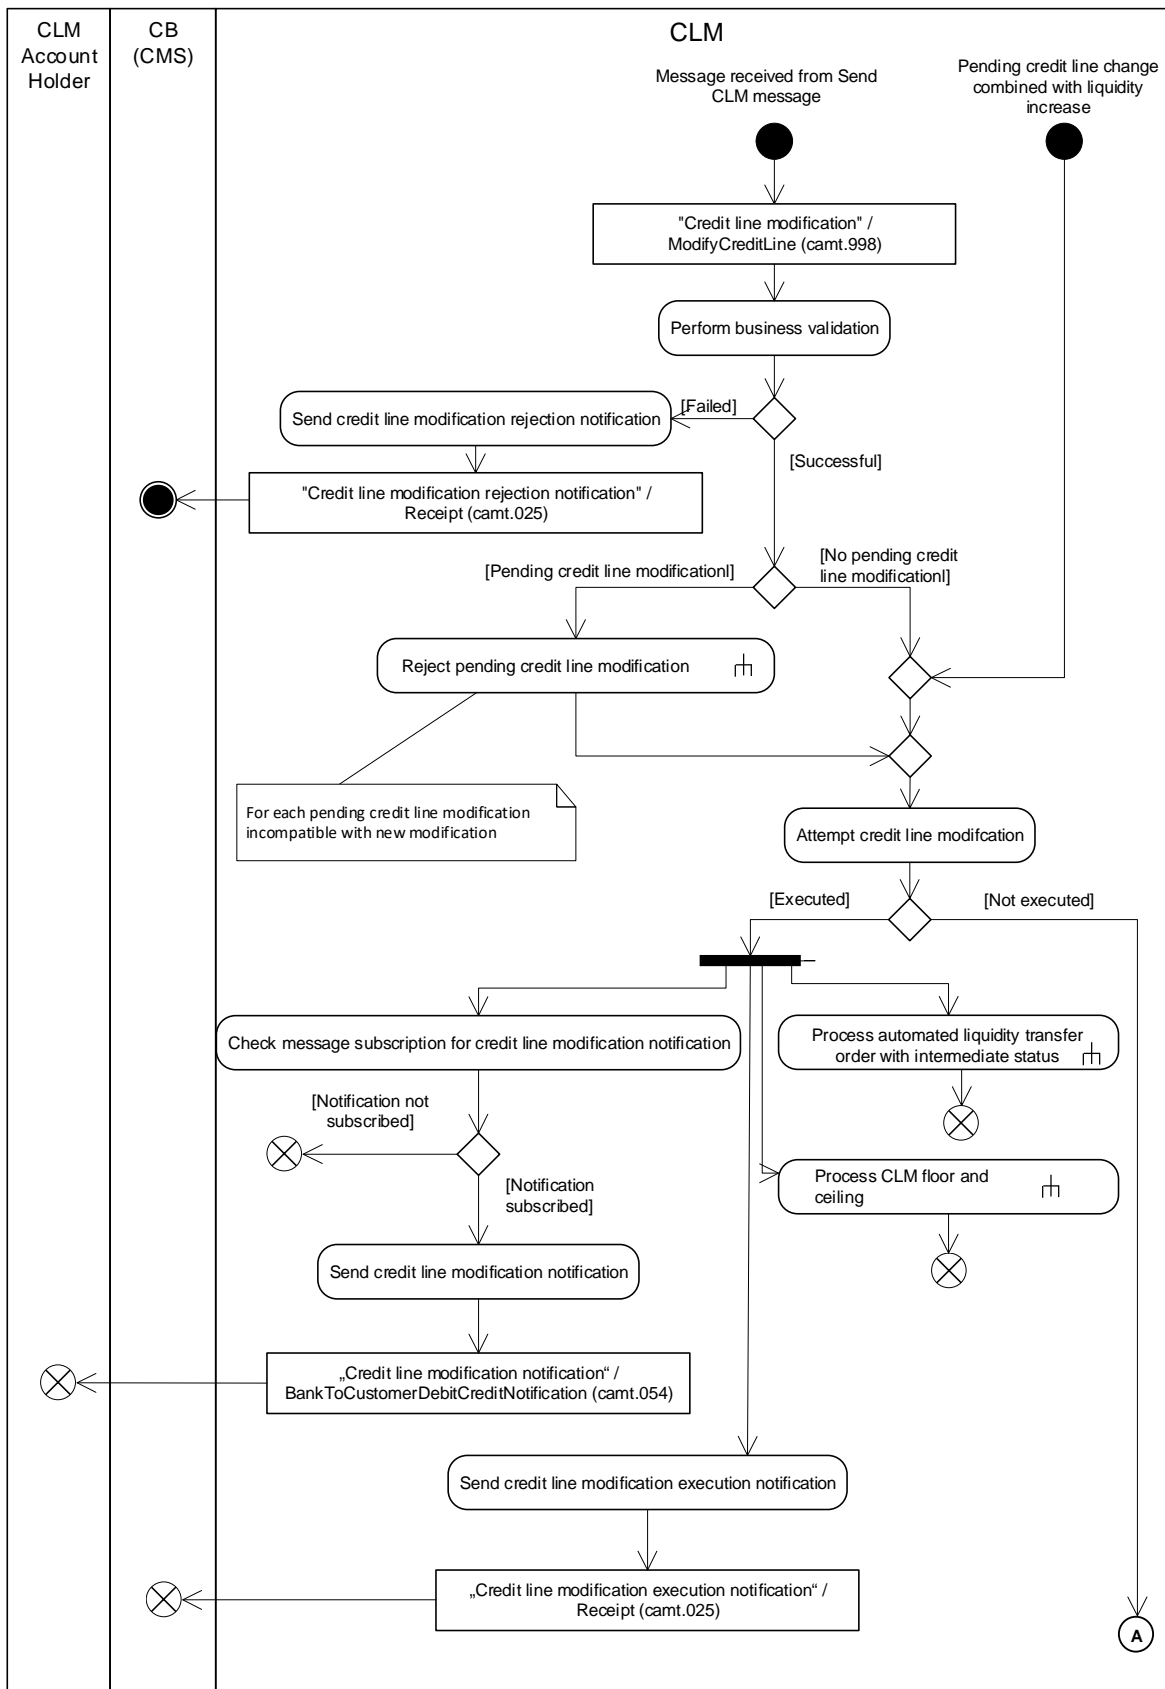 CLM
Account
Holder
CB
(CMS)
CLM
Message received from Send
CLM message
Pending credit line change
combined with liquidity
increase
"Credit line modification" /
ModifyCreditLine (camt.998)
Perform business validation
[Failed]
Send credit line modification rejection notification
[Successful]
"Credit line modification rejection notification" /
Receipt (camt.025)
[Pending credit line modificationl]
[No pending credit
line modificationl]
Reject pending credit line modification
For each pending credit line modification
incompatible with new modification
Attempt credit line modifcation
[Executed]
[Not executed]
Check message subscription for credit line modification notification
Process automated liquidity transfer
order with intermediate status
[Notification not
subscribed]
Process CLM floor and
ceiling
[Notification
subscribed]
Send credit line modification notification
„Credit line modification notification“ /
BankToCustomerDebitCreditNotification (camt.054)
Send credit line modification execution notification
„Credit line modification execution notification“ /
Receipt (camt.025)
A